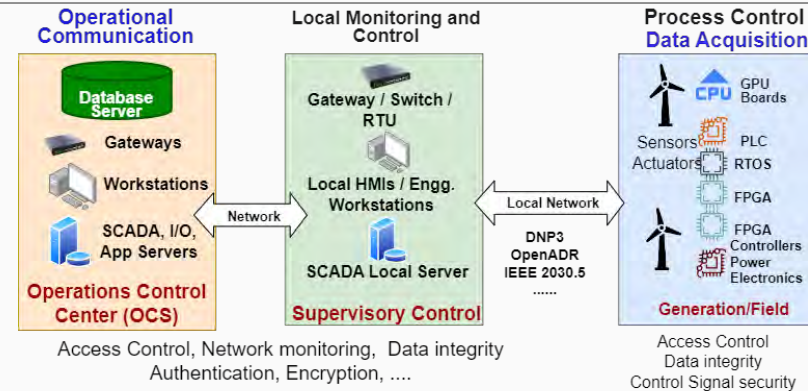 Operational
Communication
Database
Server
Gateways
Workstations
SCADA, I/O,
App Servers
Operations Control
Center (OCS)
Network
Local Monitoring and
Control
Gateway / Switch /
RTU
Local HMIs / Engg.
Workstations
SCADA Local Server
Supervisory Control
Local Network
DNP3
OpenADR
IEEE 2030.5
......
Process Control
Data Acquisition
CPU
GPU
Boards
Sensors
Actuators
PLC
RTOS
FPGA
FPGA
Controllers
Power
Electronics
Generation/Field
Access Control, Network monitoring, Data integrity
Authentication, Encryption, ....
Access Control
Data integrity
Control Signal security